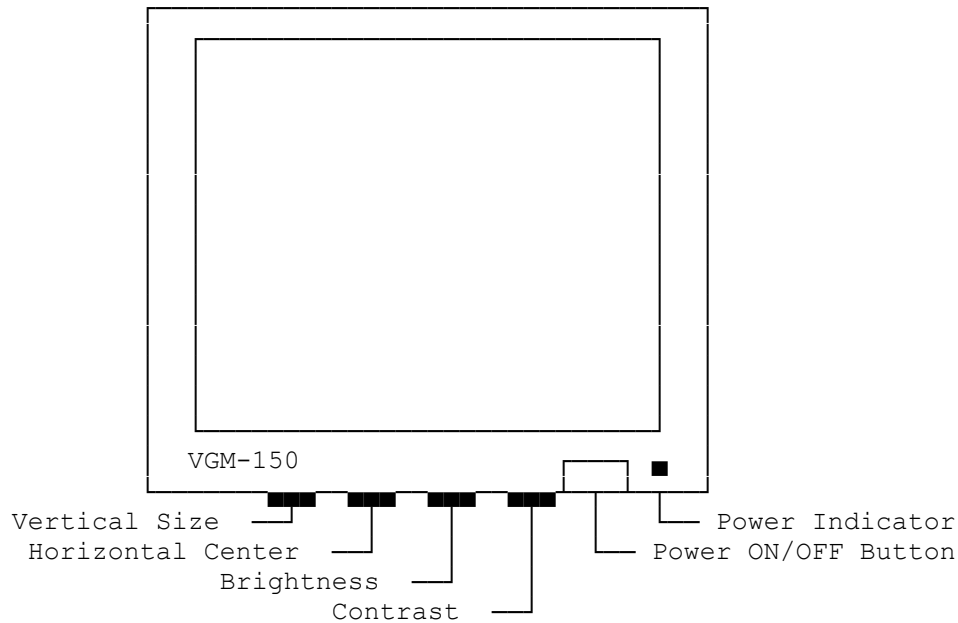 VGM-150
Vertical Size
Power Indicator
Horizontal Center
Power ON/OFF Button
Brightness
Contrast